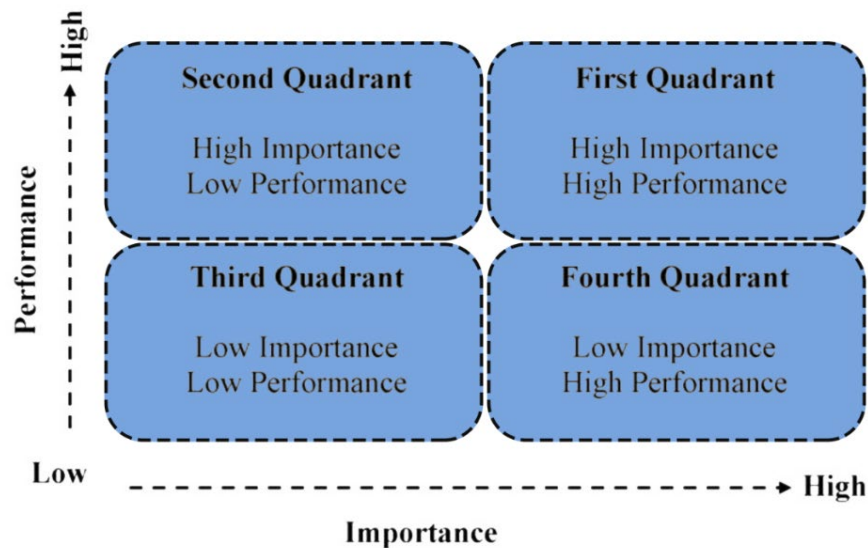 High
Performance
Second Quadrant
High Importance
Low Performance
First Quadrant
High Importance
High Performance
Third Quadrant
Low Importance
Low Performance
Fourth Quadrant
Low Importance
High Performance
Low
High
Importance